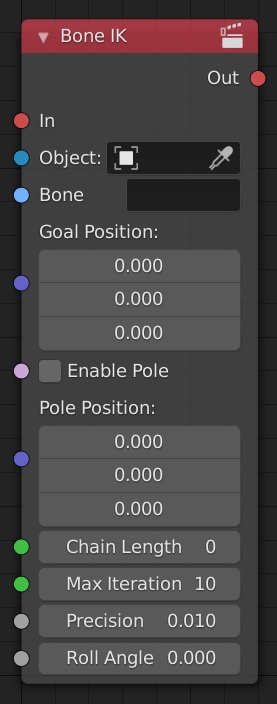 Bone IK
Out
In
Object:
Bone
Goal Position:
0.000
0.000
0.000
Enable Pole
Pole Position:
0.000
0.000
0.000
Chain Length 0
Max Iteration 10
Precision 0.010
Roll Angle 0.000